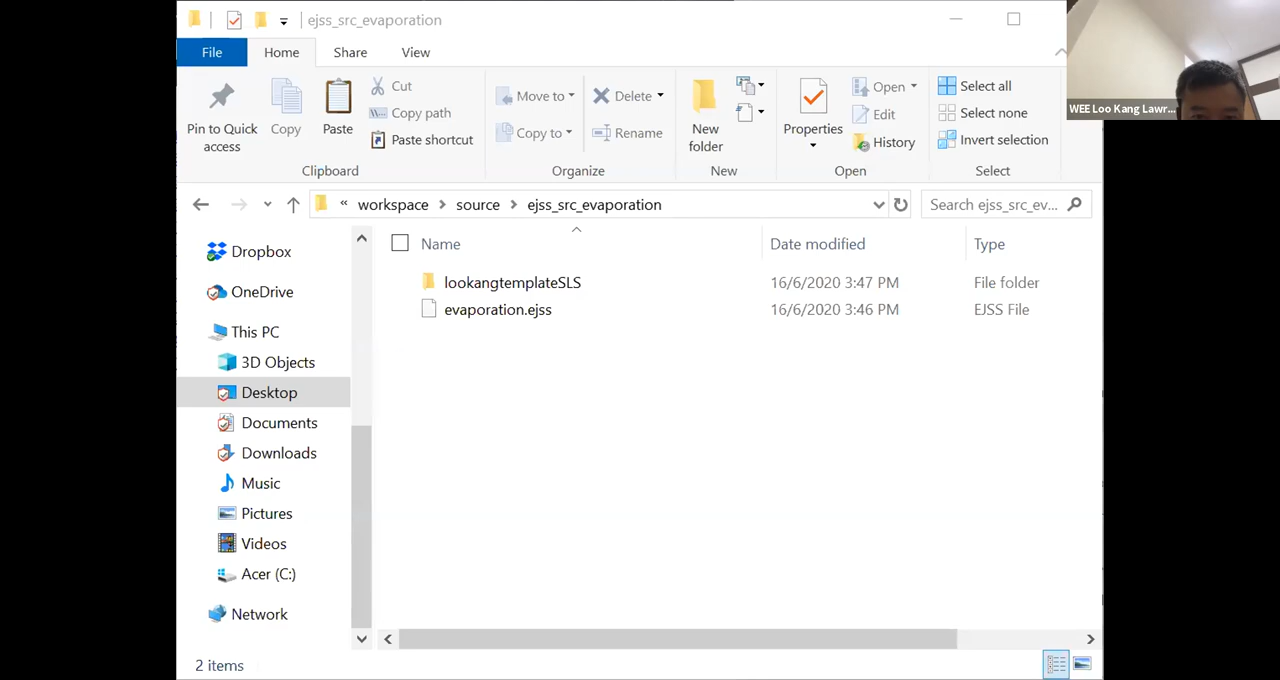 ejss_src_evaporation
File Home Share View
Pin to Quick access
Copy
Paste
Cut
Copy path
Paste shortcut
Clipboard
Move to
Copy to
Delete
Rename
Organize
New folder
New
Properties
Open
Edit
History
Open
Select all
Select none
Invert selection
Select
WEE Loo Kang Lawr...
« workspace > source > ejss_src_evaporation
Search ejss_src_ev...
Name Date modified Type
lookangtemplateSLS 16/6/2020 3:47 PM File folder
evaporation.ejss 16/6/2020 3:46 PM EJSS File
Dropbox
OneDrive
This PC
3D Objects
Desktop
Documents
Downloads
Music
Pictures
Videos
Acer (C:)
Network
2 items